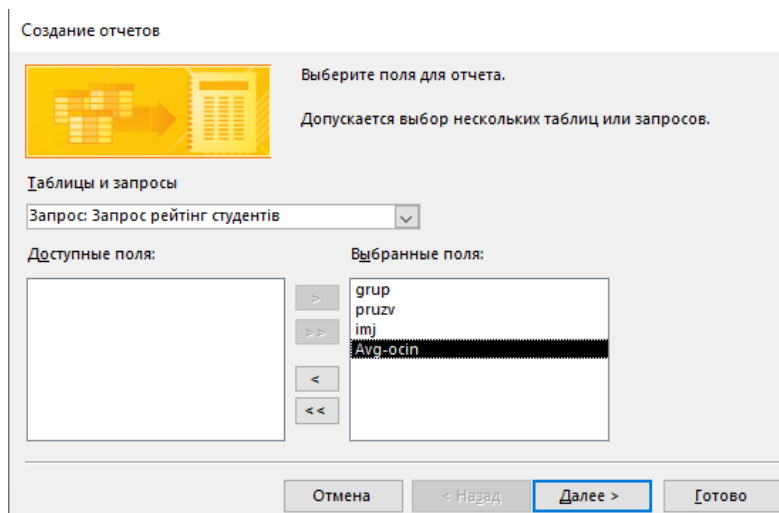 Создание отчетов
Выберите поля для отчета.
Допускается выбор нескольких таблиц или запросов.
Таблицы и запросы
Запрос: Запрос рейтінг студентів
Доступные поля:
Выбранные поля:
>
>>
<
<<
grup
pruzv
imj
Avg-ocin
Отмена
< Назад
Далее >
Готово